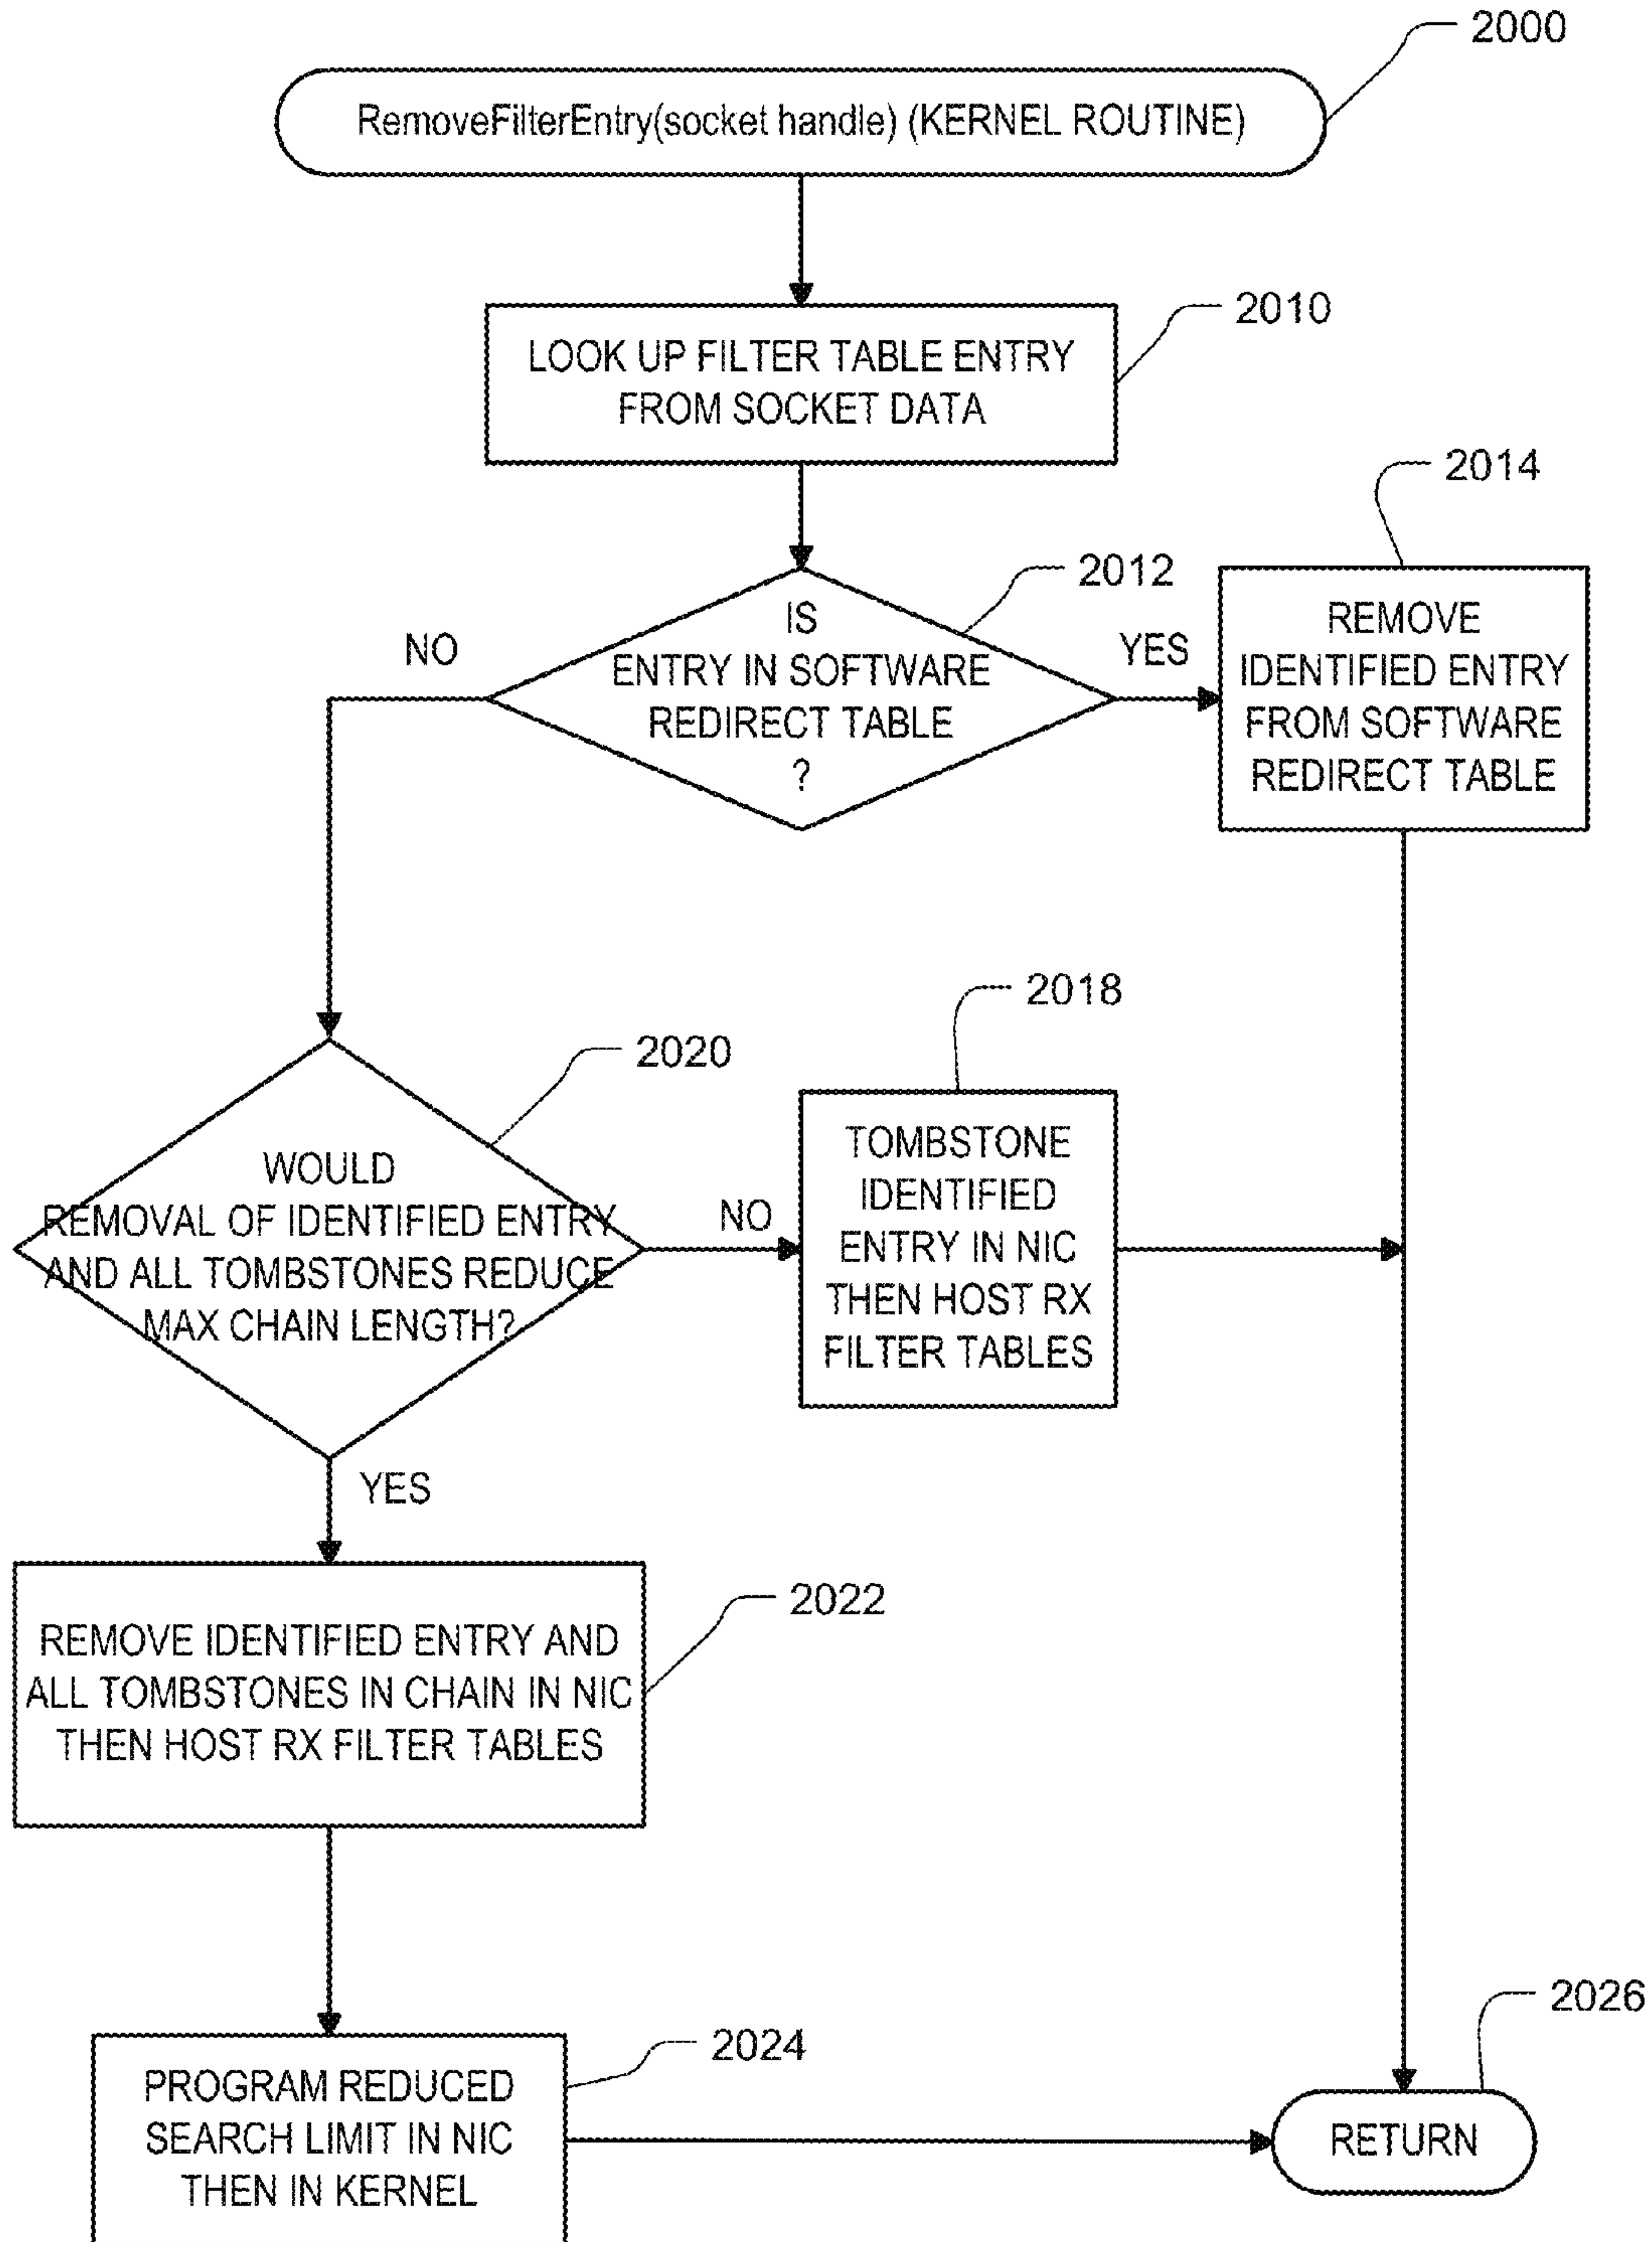 2000
RemoveFilterEntry(socket handle) (KERNEL ROUTINE)
2010
LOOK UP FILTER TABLE ENTRY
FROM SOCKET DATA
2012
IS
ENTRY IN SOFTWARE
REDIRECT TABLE
?
NO
YES
2014
REMOVE
IDENTIFIED ENTRY
FROM SOFTWARE
REDIRECT TABLE
2020
WOULD
REMOVAL OF IDENTIFIED ENTRY
AND ALL TOMBSTONES REDUCE
MAX CHAIN LENGTH?
NO
YES
2018
TOMBSTONE
IDENTIFIED
ENTRY IN NIC
THEN HOST RX
FILTER TABLES
2022
REMOVE IDENTIFIED ENTRY AND
ALL TOMBSTONES IN CHAIN IN NIC
THEN HOST RX FILTER TABLES
2024
PROGRAM REDUCED
SEARCH LIMIT IN NIC
THEN IN KERNEL
2026
RETURN